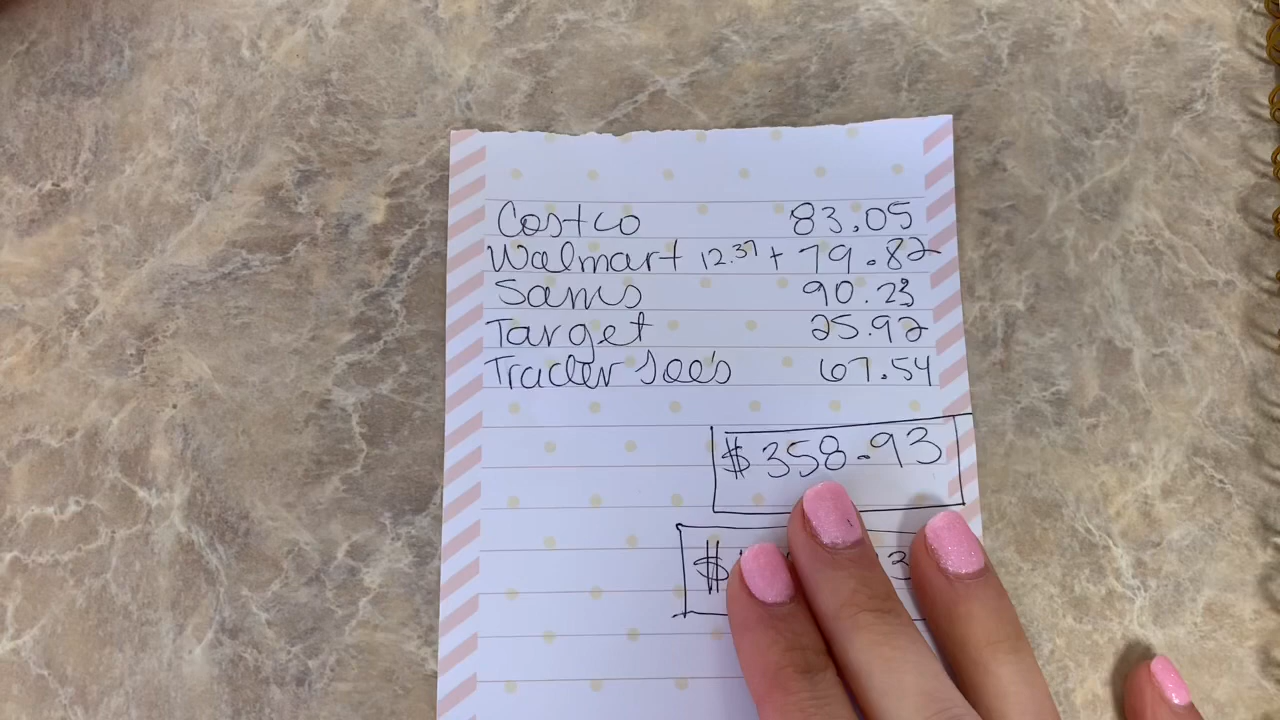 Costco 83.05
Walmart 12.37 + 79.82
Sams 90.23
Target 25.92
Trader Joe's 67.54
$358.93
$